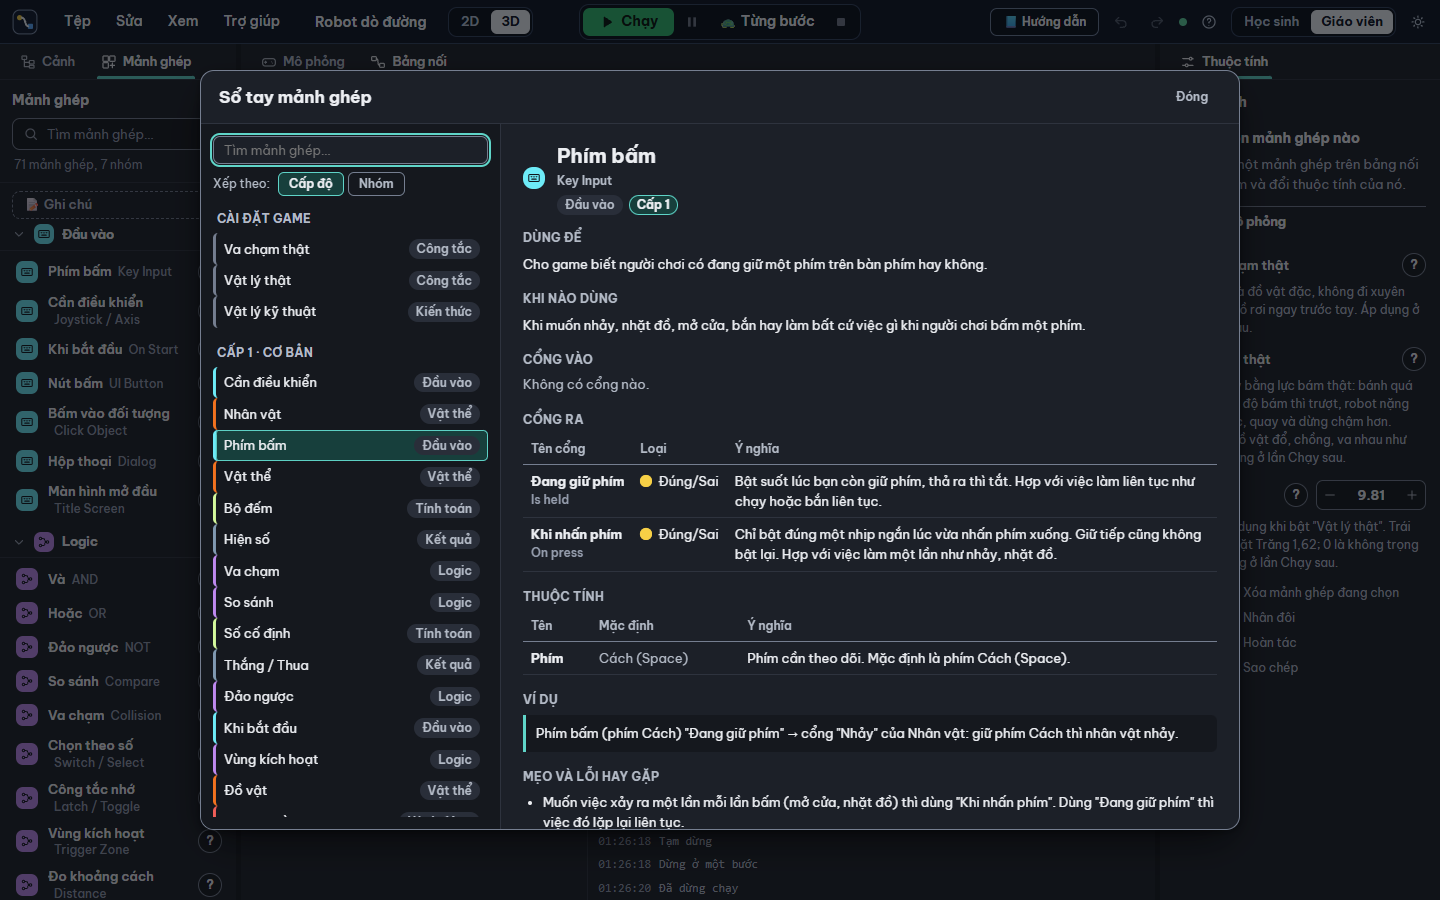 Tệp Sửa Xem Trợ giúp Robot dò đường 2D 3D Chạy Từng bước Hướng dẫn Học sinh Giáo viên
Cảnh Mảnh ghép Mô phỏng Bảng nối Thuộc tính
Mảnh ghép
Tìm mảnh ghép...
71 mảnh ghép, 7 nhóm
Ghi chú
Đầu vào
Phím bấm Key Input
Cần điều khiển
Joystick / Axis
Khi bắt đầu On Start
Nút bấm UI Button
Bấm vào đối tượng
Click Object
Hộp thoại Dialog
Màn hình mở đầu
Title Screen
Logic
Và AND
Hoặc OR
Đảo ngược NOT
So sánh Compare
Va chạm Collision
Chọn theo số
Switch / Select
Công tắc nhớ
Latch / Toggle
Vùng kích hoạt
Trigger Zone
?
Đo khoảng cách
Distance
?
Sổ tay mảnh ghép
Đóng
Tìm mảnh ghép...
Xếp theo: Cấp độ Nhóm
CÀI ĐẶT GAME
Va chạm thật Công tắc
Vật lý thật Công tắc
Vật lý kỹ thuật Kiến thức
CẤP 1 · CƠ BẢN
Cần điều khiển Đầu vào
Nhân vật Vật thể
Phím bấm Đầu vào
Vật thể Vật thể
Bộ đếm Tính toán
Hiện số Kết quả
Va chạm Logic
So sánh Logic
Số cố định Tính toán
Thắng / Thua Kết quả
Đảo ngược Logic
Khi bắt đầu Đầu vào
Vùng kích hoạt Logic
Đồ vật Vật thể
Phím bấm
Key Input
Đầu vào Cấp 1
DÙNG ĐỂ
Cho game biết người chơi có đang giữ một phím trên bàn phím hay không.
KHI NÀO DÙNG
Khi muốn nhảy, nhặt đồ, mở cửa, bắn hay làm bất cứ việc gì khi người chơi bấm một phím.
CỔNG VÀO
Không có cổng nào.
CỔNG RA
Tên cổng Loại Ý nghĩa
Đang giữ phím Đúng/Sai Bật suốt lúc bạn còn giữ phím, thả ra thì tắt. Hợp với việc làm liên tục như
Is held chạy hoặc bắn liên tục.
Khi nhấn phím Đúng/Sai Chỉ bật đúng một nhịp ngắn lúc vừa nhấn phím xuống. Giữ tiếp cũng không
On press bật lại. Hợp với việc làm một lần như nhảy, nhặt đồ.
THUỘC TÍNH
Tên Mặc định Ý nghĩa
Phím Cách (Space) Phím cần theo dõi. Mặc định là phím Cách (Space).
VÍ DỤ
Phím bấm (phím Cách) "Đang giữ phím" → cổng "Nhảy" của Nhân vật: giữ phím Cách thì nhân vật nhảy.
MẸO VÀ LỖI HAY GẶP
• Muốn việc xảy ra một lần mỗi lần bấm (mở cửa, nhặt đồ) thì dùng "Khi nhấn phím". Dùng "Đang giữ phím" thì
việc đó lặp lại liên tục.
01:26:18 Tạm dừng
01:26:18 Dừng ở một bước
01:26:20 Đã dừng chạy
h
n mảnh ghép nào
một mảnh ghép trên bảng nối
n và đổi thuộc tính của nó.
ô phỏng
ạm thật ?
à đồ vật đặc, không đi xuyên
ó rơi ngay trước tay. Áp dụng ở
u.
thật ?
bằng lực bám thật: bánh quá
độ bám thì trượt, robot nặng
c, quay và dừng chậm hơn.
ố vật đổ, chồng, va nhau như
g ở lần Chạy sau.
? − 9.81 +
dụng khi bật "Vật lý thật". Trái
ặt Trăng 1,62; 0 là không trọng
g ở lần Chạy sau.
Xóa mảnh ghép đang chọn
Nhân đôi
Hoàn tác
Sao chép